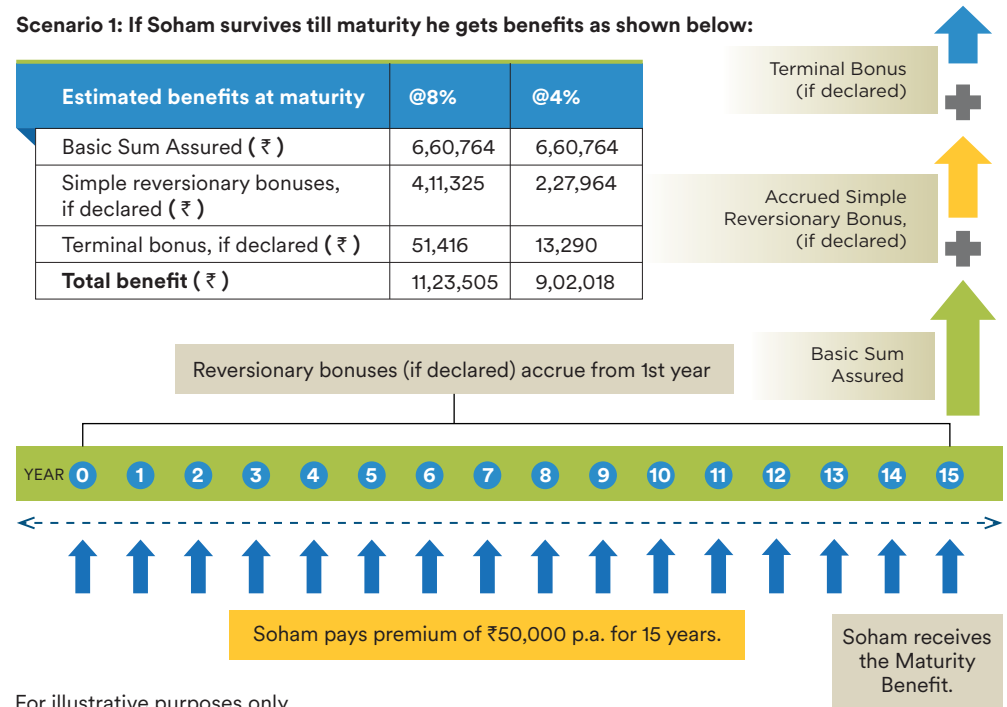 Scenario 1: If Soham survives till maturity he gets benefits as shown below:
Estimated benefits at maturity @8% @4%
Basic Sum Assured ( ₹ ) 6,60,764 6,60,764
Simple reversionary bonuses, 4,11,325 2,27,964
if declared ( ₹ )
Terminal bonus, if declared ( ₹ ) 51,416 13,290
Total benefit ( ₹ ) 11,23,505 9,02,018
Terminal Bonus
(if declared)
Accrued Simple
Reversionary Bonus,
(if declared)
Basic Sum
Assured
Reversionary bonuses (if declared) accrue from 1st year
YEAR 0 1 2 3 4 5 6 7 8 9 10 11 12 13 14 15
Soham pays premium of ₹50,000 p.a. for 15 years.
Soham receives
the Maturity
Benefit.
For illustrative purposes only